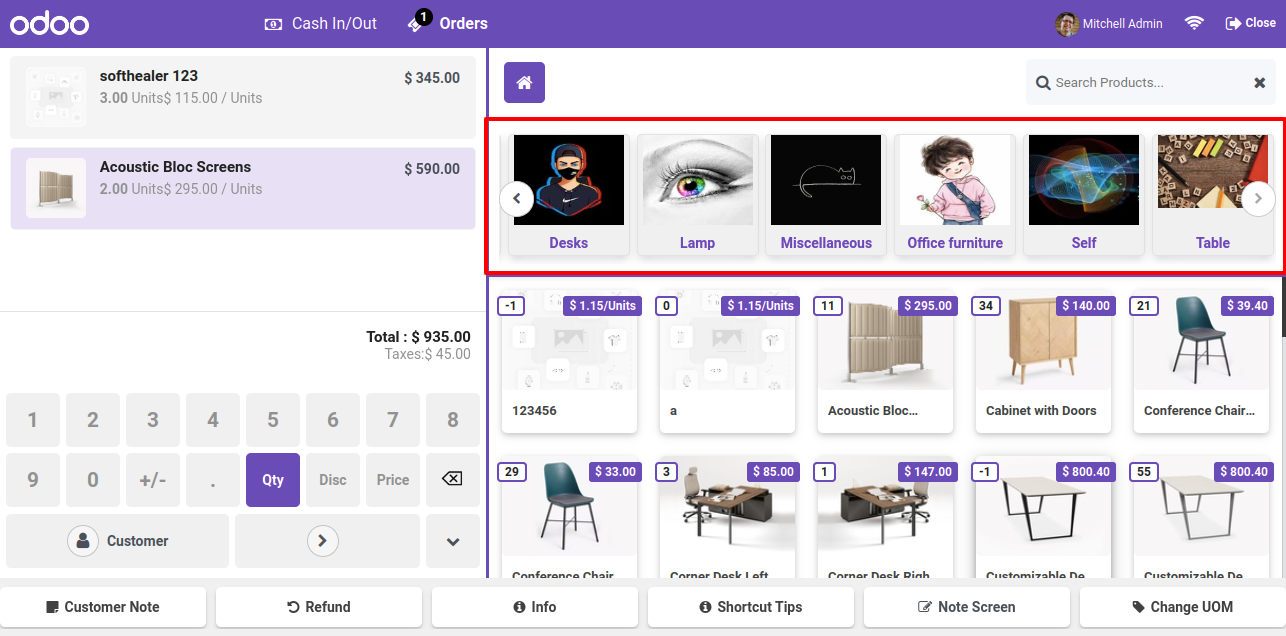 odoo
Cash In/Out
1
Orders
Mitchell Admin
Close
softhealer 123
$ 345.00
3.00 Units$ 115.00 / Units
Acoustic Bloc Screens
$ 590.00
2.00 Units$ 295.00 / Units
Total : $ 935.00
Taxes:$ 45.00
1 2 3 4 5 6 7 8
9 0 +/- . Qty Disc Price
Customer
Search Products...
Desks
Lamp
Miscellaneous
Office furniture
Self
Table
-1 $ 1.15/Units
123456
0 $ 1.15/Units
a
11 $ 295.00
Acoustic Bloc...
34 $ 140.00
Cabinet with Doors
21 $ 39.40
Conference Chair...
29 $ 33.00
Conference Chair
3 $ 85.00
Corner Desk Left
1 $ 147.00
Corner Desk Righ
-1 $ 800.40
Customizable De
55 $ 800.40
Customizable De
Customer Note
Refund
Info
Shortcut Tips
Note Screen
Change UOM